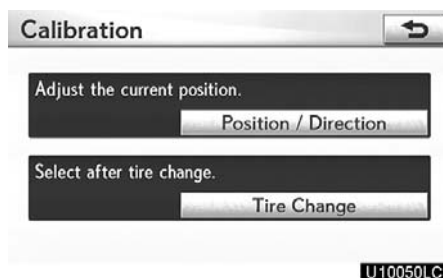 Calibration
Adjust the current position.
Position / Direction
Select after tire change.
Tire Change
U10050LC